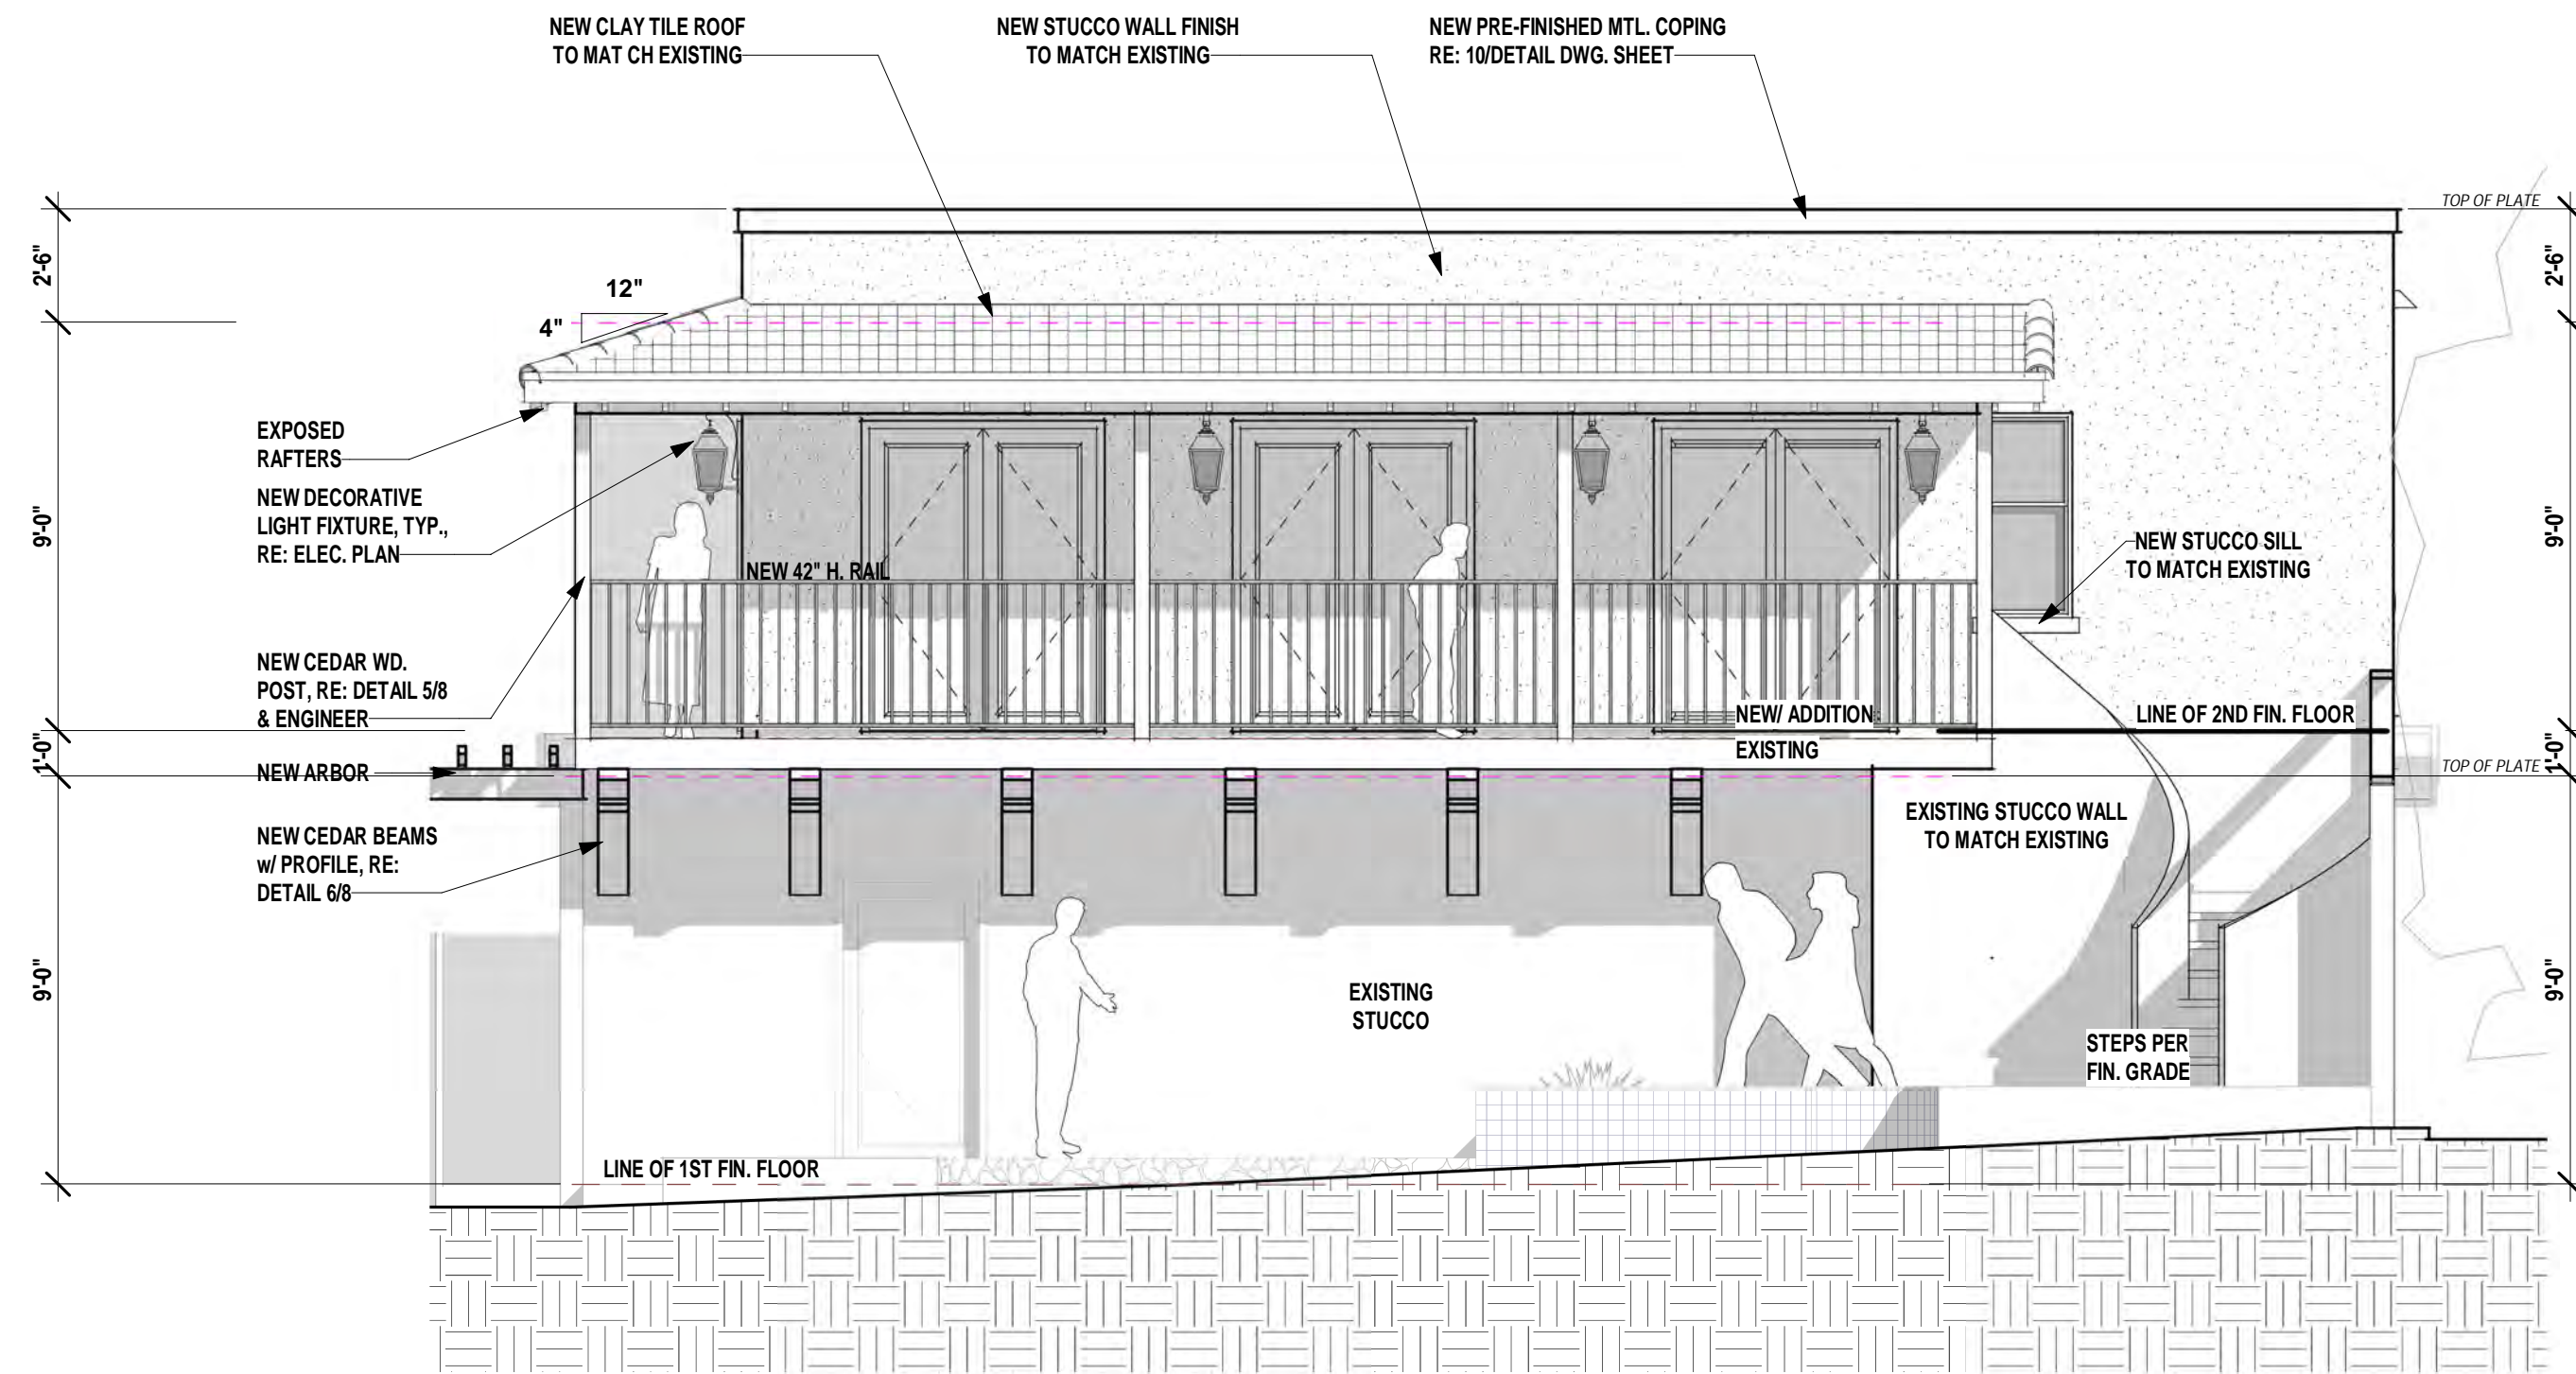 NEW CLAY TILE ROOF
TO MAT CH EXISTING
NEW STUCCO WALL FINISH
TO MATCH EXISTING
NEW PRE-FINISHED MTL. COPING
RE: 10/DETAIL DWG. SHEET
TOP OF PLATE
2'-6"
2'-6"
12"
4"
EXPOSED
RAFTERS
NEW DECORATIVE
LIGHT FIXTURE, TYP.,
RE: ELEC. PLAN
9'-0"
9'-0"
NEW STUCCO SILL
TO MATCH EXISTING
NEW 42" H. RAIL
NEW CEDAR WD.
POST, RE: DETAIL 5/8
& ENGINEER
NEW/ ADDITION
LINE OF 2ND FIN. FLOOR
EXISTING
1'-0"
1'-0"
NEW ARBOR
TOP OF PLATE
EXISTING STUCCO WALL
TO MATCH EXISTING
NEW CEDAR BEAMS
w/ PROFILE, RE:
DETAIL 6/8
9'-0"
9'-0"
EXISTING
STUCCO
STEPS PER
FIN. GRADE
LINE OF 1ST FIN. FLOOR